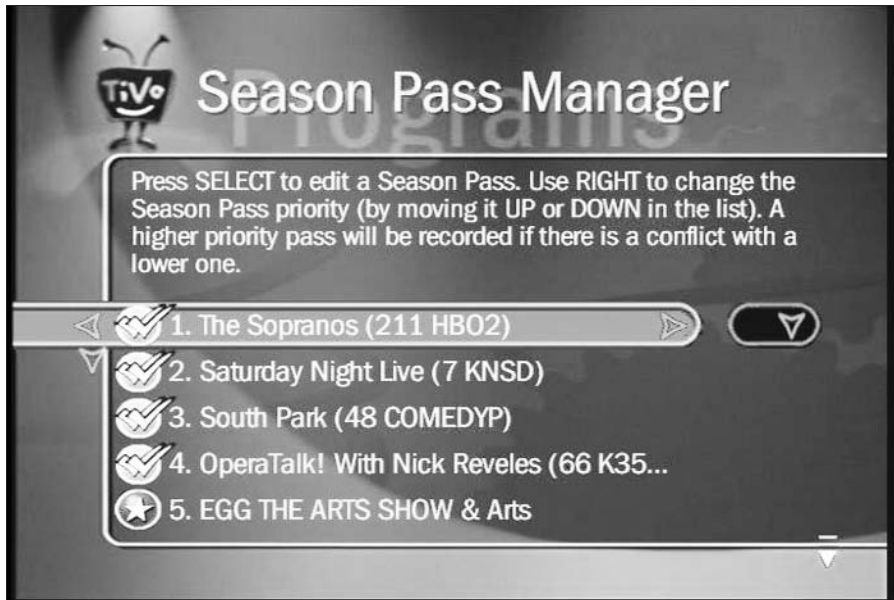 TiVo
Season Pass Manager
Programs
Press SELECT to edit a Season Pass. Use RIGHT to change the
Season Pass priority (by moving it UP or DOWN in the list). A
higher priority pass will be recorded if there is a conflict with a
lower one.
1. The Sopranos (211 HBO2)
2. Saturday Night Live (7 KNSD)
3. South Park (48 COMEDYP)
4. OperaTalk! With Nick Reveles (66 K35...
5. EGG THE ARTS SHOW & Arts